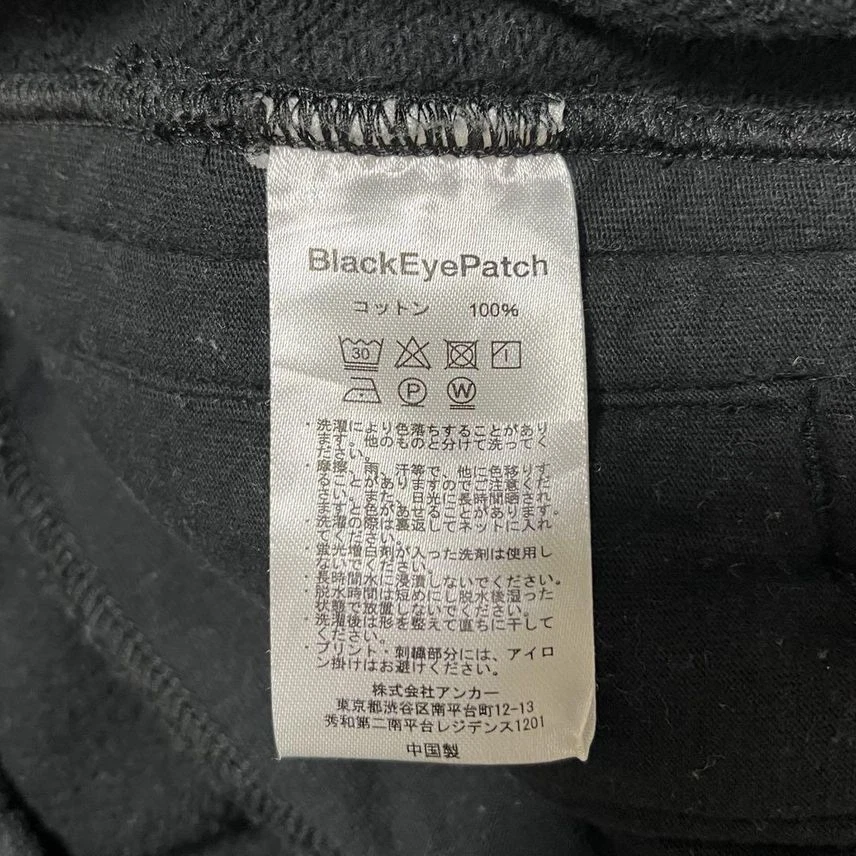 BlackEyePatch
コットン 100%
30
P W
・洗濯により色落ちすることがあり
ます。他のものと分けて洗ってく
ださい。
・摩擦、雨、汗等で、他に色移りす
ることがありますのでご注意くだ
さい。また、日光に長時間晒され
ますと色があせることがあります。
・洗濯の際は裏返してネットに入れ
てください。
・蛍光増白剤が入った洗剤は使用し
ないでください。
・長時間水に浸漬しないでください。
・脱水時間は短めにし脱水後湿った
状態で放置しないでください。
・洗濯後は形を整えて直ちに干して
ください。
・プリント・刺繍部分には、アイロ
ン掛けはお避けください。
株式会社アンカー
東京都渋谷区南平台町12-13
秀和第二南平台レジデンス1201
中国製